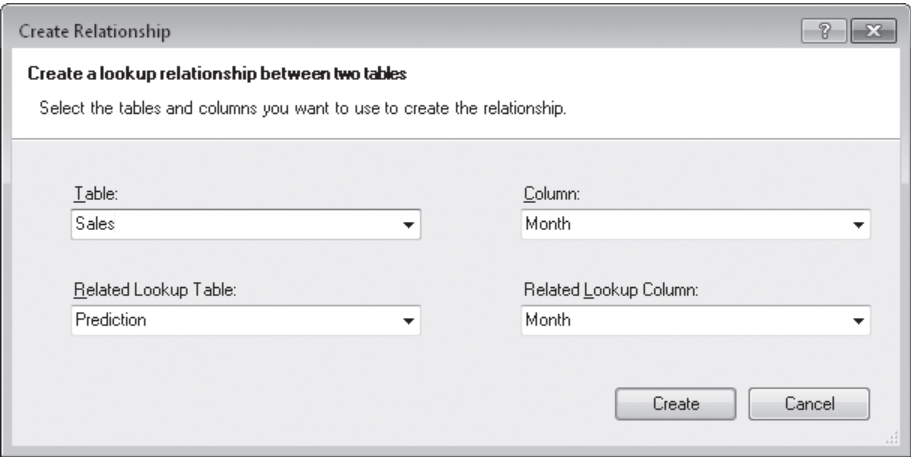 Create Relationship
Create a lookup relationship between two tables
Select the tables and columns you want to use to create the relationship.
Table:
Column:
Sales
Month
Related Lookup Table:
Related Lookup Column:
Prediction
Month
Create
Cancel